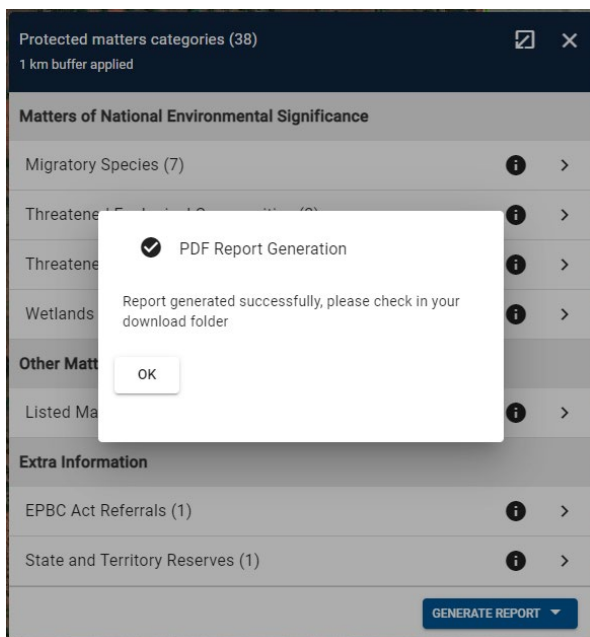 Protected matters categories (38)
1 km buffer applied
Matters of National Environmental Significance
Migratory Species (7)
Threatene
PDF Report Generation
Threatene
Report generated successfully, please check in your
download folder
Wetlands
Other Matt
OK
Listed Ma
Extra Information
EPBC Act Referrals (1)
State and Territory Reserves (1)
GENERATE REPORT